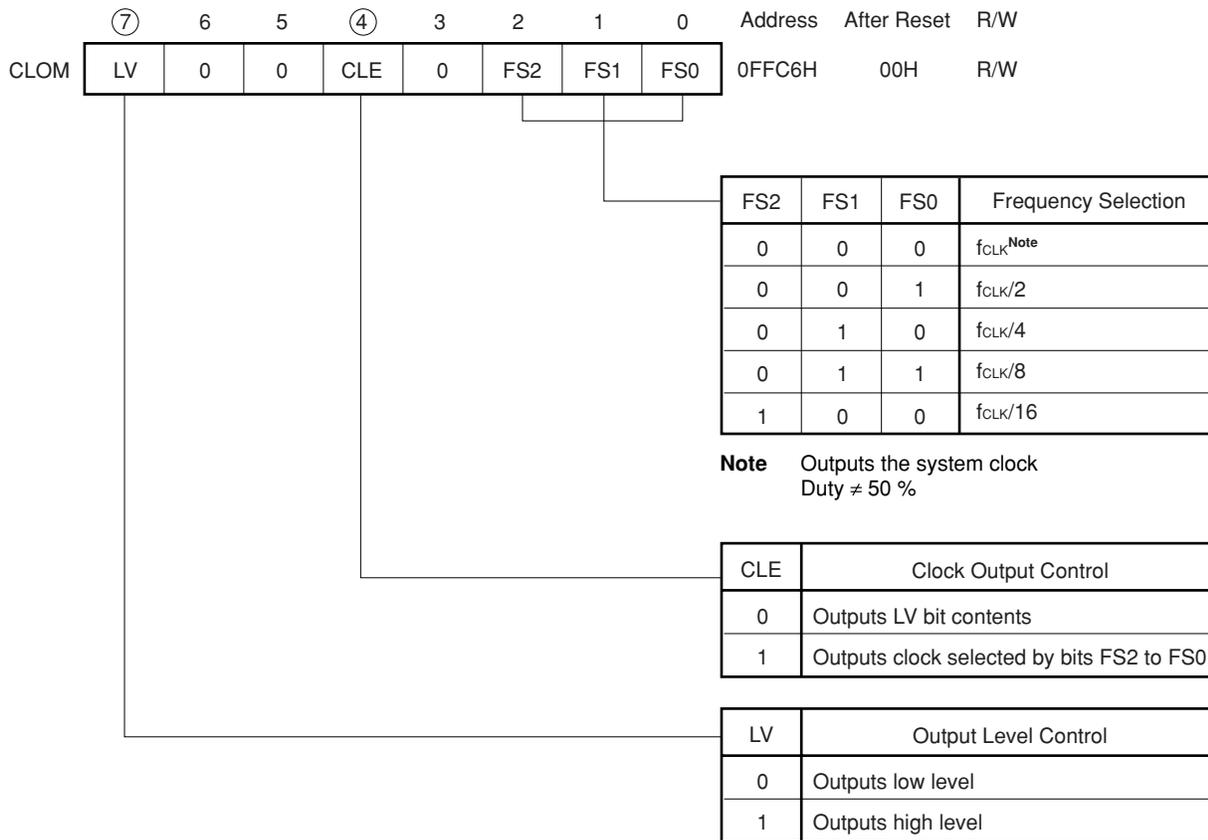 ⑦ 6 5 ④ 3 2 1 0 Address After Reset R/W
CLOM LV 0 0 CLE 0 FS2 FS1 FS0 0FFC6H 00H R/W
FS2 FS1 FS0 Frequency Selection
0 0 0 fCLKNote
0 0 1 fCLK/2
0 1 0 fCLK/4
0 1 1 fCLK/8
1 0 0 fCLK/16
Note Outputs the system clock
Duty ≠ 50 %
CLE Clock Output Control
0 Outputs LV bit contents
1 Outputs clock selected by bits FS2 to FS0
LV Output Level Control
0 Outputs low level
1 Outputs high level